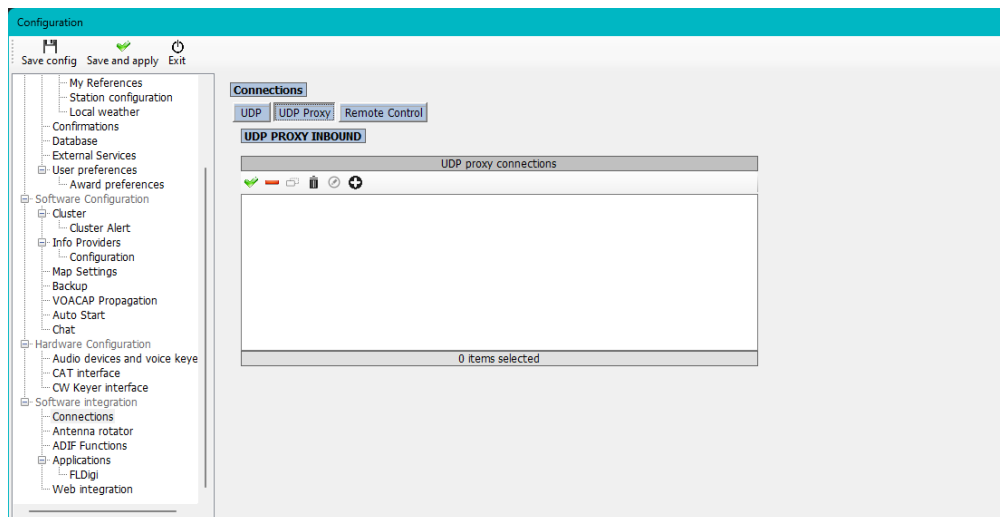 Configuration
Save config Save and apply Exit
My References
Station configuration
Local weather
Confirmations
Database
External Services
User preferences
Award preferences
Software Configuration
Cluster
Cluster Alert
Info Providers
Configuration
Map Settings
Backup
VOACAP Propagation
Auto Start
Chat
Hardware Configuration
Audio devices and voice keye
CAT interface
CW Keyer interface
Software integration
Connections
Antenna rotator
ADIF Functions
Applications
FLDigi
Web integration
Connections
UDP UDP Proxy Remote Control
UDP PROXY INBOUND
UDP proxy connections
0 items selected